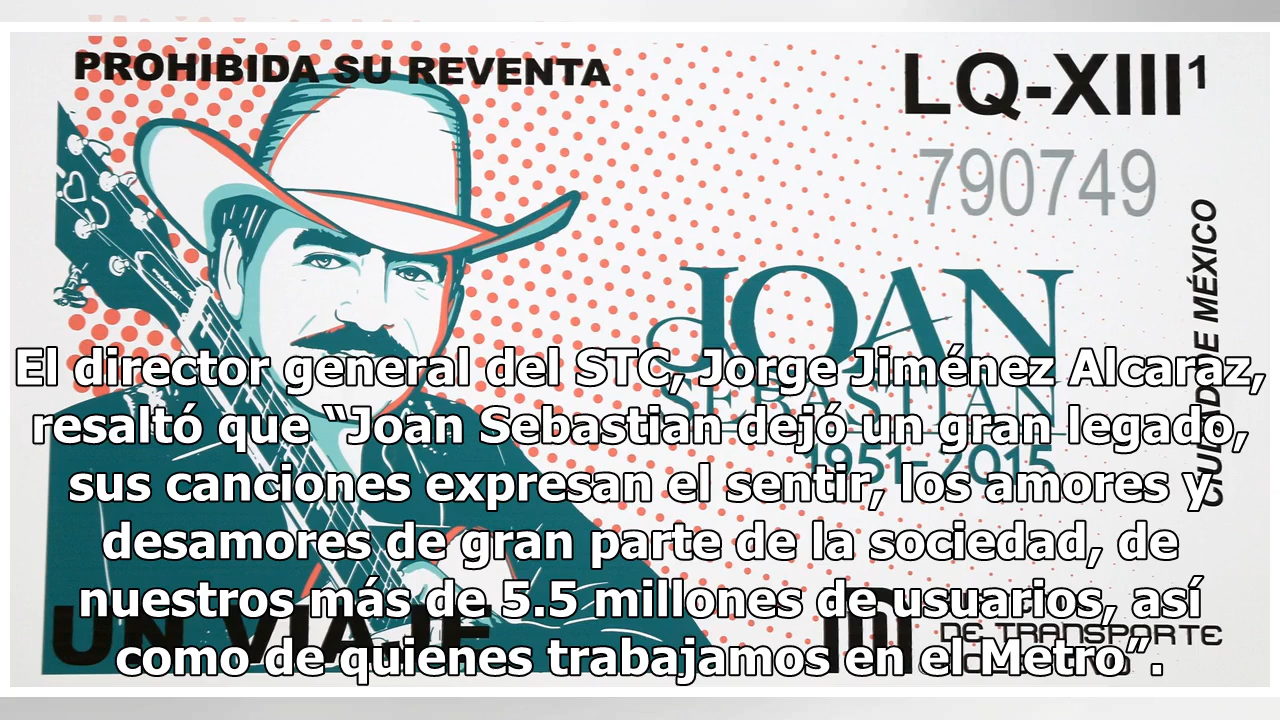 PROHIBIDA SU REVENTA
LQ-XIII¹
790749
CIUDAD DE MÉXICO
JOAN
SEBASTIAN
1951-2015
El director general del STC, Jorge Jiménez Alcaraz,
resaltó que “Joan Sebastian dejó un gran legado,
sus canciones expresan el sentir, los amores y
desamores de gran parte de la sociedad, de
nuestros más de 5.5 millones de usuarios, así
como de quienes trabajamos en el Metro”.
UN VIAJE
DE TRANSPORTE